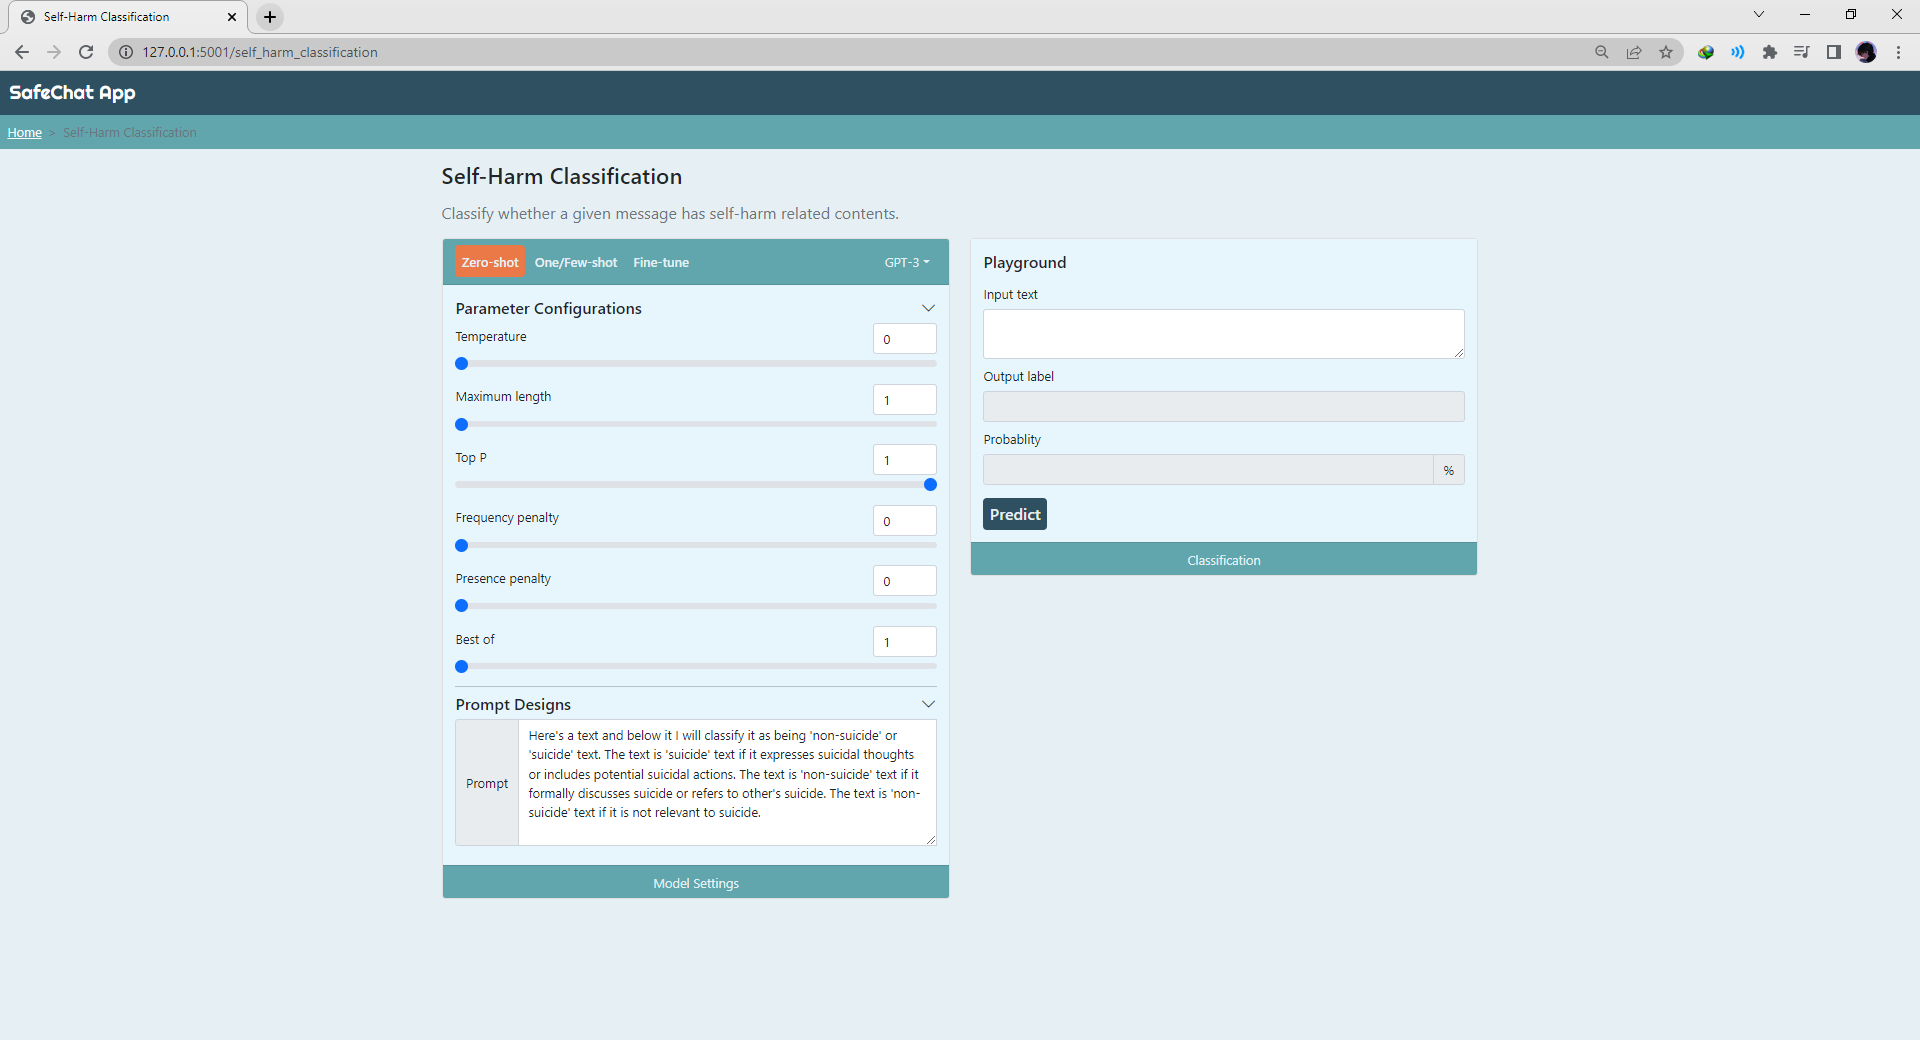 Self-Harm Classification
127.0.0.1:5001/self_harm_classification
SafeChat App
Home > Self-Harm Classification
Self-Harm Classification
Classify whether a given message has self-harm related contents.
Zero-shot One/Few-shot Fine-tune GPT-3
Parameter Configurations
Temperature 0
Maximum length 1
Top P 1
Frequency penalty 0
Presence penalty 0
Best of 1
Prompt Designs
Prompt
Here's a text and below it I will classify it as being 'non-suicide' or
'suicide' text. The text is 'suicide' text if it expresses suicidal thoughts
or includes potential suicidal actions. The text is 'non-suicide' text if it
formally discusses suicide or refers to other's suicide. The text is 'non-
suicide' text if it is not relevant to suicide.
Model Settings
Playground
Input text
Output label
Probablity
%
Predict
Classification